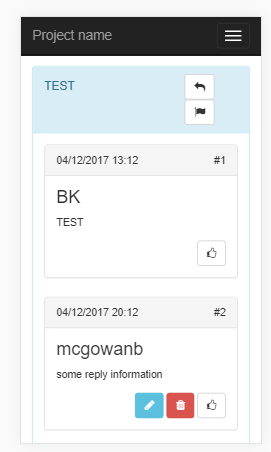 Project name
TEST
04/12/2017 13:12 #1
BK
TEST
04/12/2017 20:12 #2
mcgowanb
some reply information